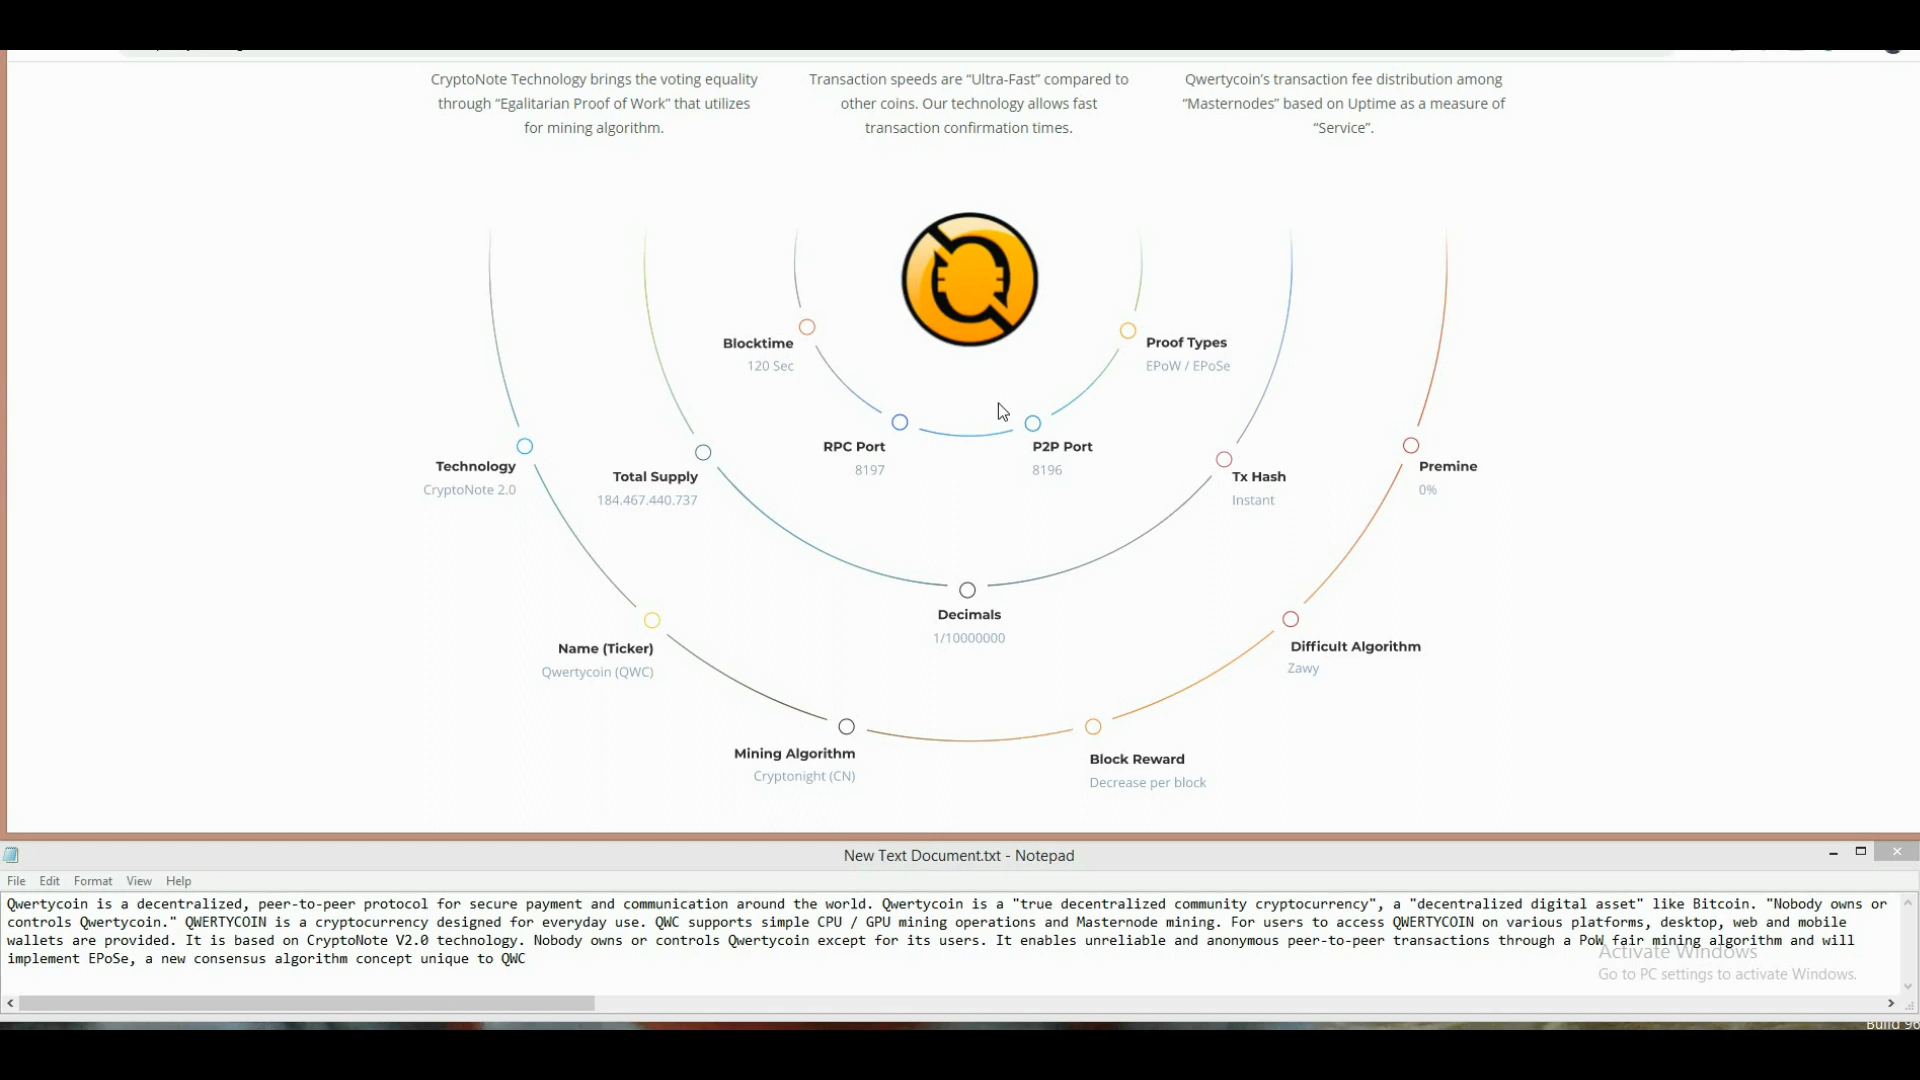 CryptoNote Technology brings the voting equality
through “Egalitarian Proof of Work” that utilizes
for mining algorithm.
Transaction speeds are “Ultra-Fast” compared to
other coins. Our technology allows fast
transaction confirmation times.
Qwertycoin’s transaction fee distribution among
“Masternodes” based on Uptime as a measure of
“Service”.
Blocktime
120 Sec
Proof Types
EPoW / EPoSe
RPC Port
8197
P2P Port
8196
Technology
CryptoNote 2.0
Total Supply
184.467.440.737
Tx Hash
Instant
Premine
0%
Decimals
1/10000000
Name (Ticker)
Qwertycoin (QWC)
Difficult Algorithm
Zawy
Mining Algorithm
Cryptonight (CN)
Block Reward
Decrease per block
New Text Document.txt - Notepad
File Edit Format View Help
Qwertycoin is a decentralized, peer-to-peer protocol for secure payment and communication around the world. Qwertycoin is a "true decentralized community cryptocurrency", a "decentralized digital asset" like Bitcoin. "Nobody owns or
controls Qwertycoin." QWERTYCOIN is a cryptocurrency designed for everyday use. QWC supports simple CPU / GPU mining operations and Masternode mining. For users to access QWERTYCOIN on various platforms, desktop, web and mobile
wallets are provided. It is based on CryptoNote V2.0 technology. Nobody owns or controls Qwertycoin except for its users. It enables unreliable and anonymous peer-to-peer transactions through a PoW fair mining algorithm and will
implement EPoSe, a new consensus algorithm concept unique to QWC
Activate Windows
Go to PC settings to activate Windows.
Build 96